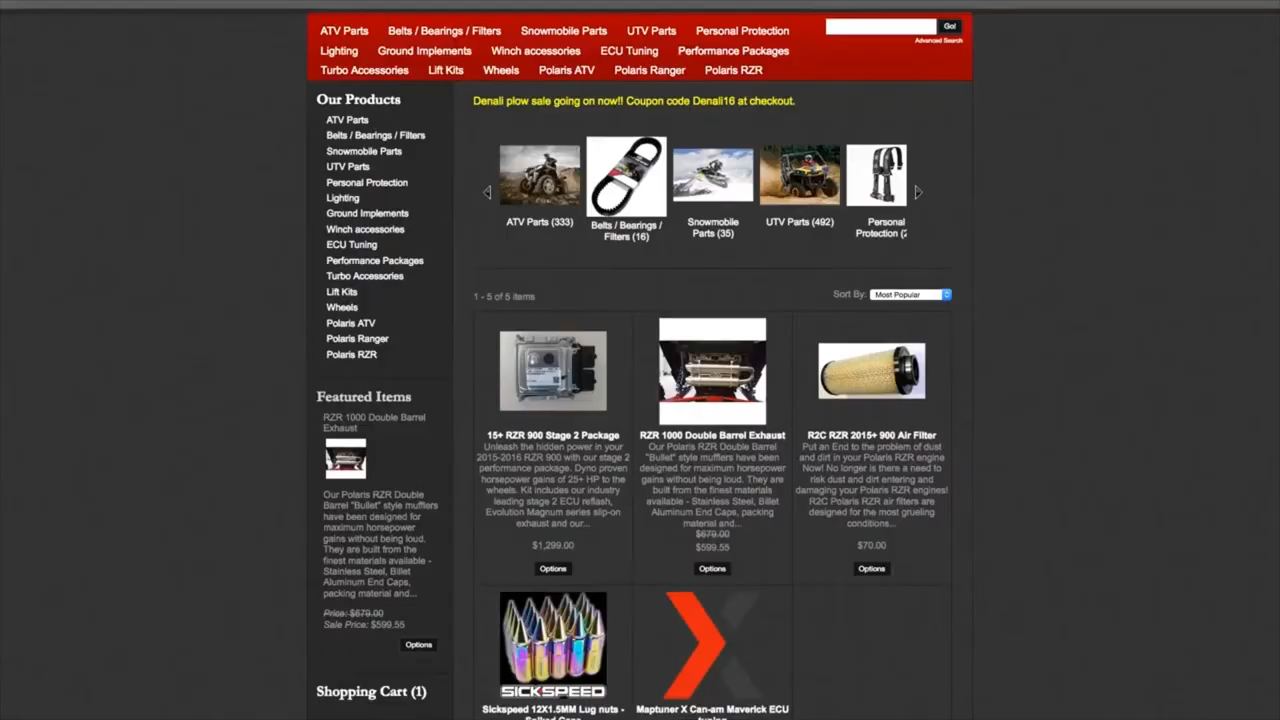 ATV Parts Belts / Bearings / Filters Snowmobile Parts UTV Parts Personal Protection
Lighting Ground Implements Winch accessories ECU Tuning Performance Packages
Turbo Accessories Lift Kits Wheels Polaris ATV Polaris Ranger Polaris RZR
Go!
Advanced Search
Our Products
ATV Parts
Belts / Bearings / Filters
Snowmobile Parts
UTV Parts
Personal Protection
Lighting
Ground Implements
Winch accessories
ECU Tuning
Performance Packages
Turbo Accessories
Lift Kits
Wheels
Polaris ATV
Polaris Ranger
Polaris RZR
Featured Items
RZR 1000 Double Barrel
Exhaust
Our Polaris RZR Double
Barrel "Bullet" style mufflers
have been designed for
maximum horsepower
gains without being loud.
They are built from the
finest materials available -
Stainless Steel, Billet
Aluminum End Caps,
packing material and...
Price: $679.00
Sale Price: $599.55
Options
Shopping Cart (1)
Denali plow sale going on now!! Coupon code Denali16 at checkout.
ATV Parts (333)
Belts / Bearings /
Filters (16)
Snowmobile
Parts (35)
UTV Parts (492)
Personal
Protection (2
1 - 5 of 5 items
Sort By: Most Popular
15+ RZR 900 Stage 2 Package
Unleash the hidden power in your
2015-2016 RZR 900 with our stage 2
performance package. Dyno proven
horsepower gains of 25+ HP to the
wheels. Kit includes our industry
leading stage 2 ECU reflash,
Evolution Magnum series slip-on
exhaust and our...
$1,299.00
Options
RZR 1000 Double Barrel Exhaust
Our Polaris RZR Double Barrel
"Bullet" style mufflers have been
designed for maximum horsepower
gains without being loud. They are
built from the finest materials
available - Stainless Steel, Billet
Aluminum End Caps, packing
material and...
$679.00
$599.55
Options
R2C RZR 2015+ 900 Air Filter
Put an End to the problem of dust
and dirt in your Polaris RZR engine
Now! No longer is there a need to
risk dust and dirt entering and
damaging your Polaris RZR engines!
R2C Polaris RZR air filters are
designed for the most grueling
conditions...
$70.00
Options
SICKSPEED
Sickspeed 12X1.5MM Lug nuts -
Spiked Caps
Maptuner X Can-am Maverick ECU
tuning